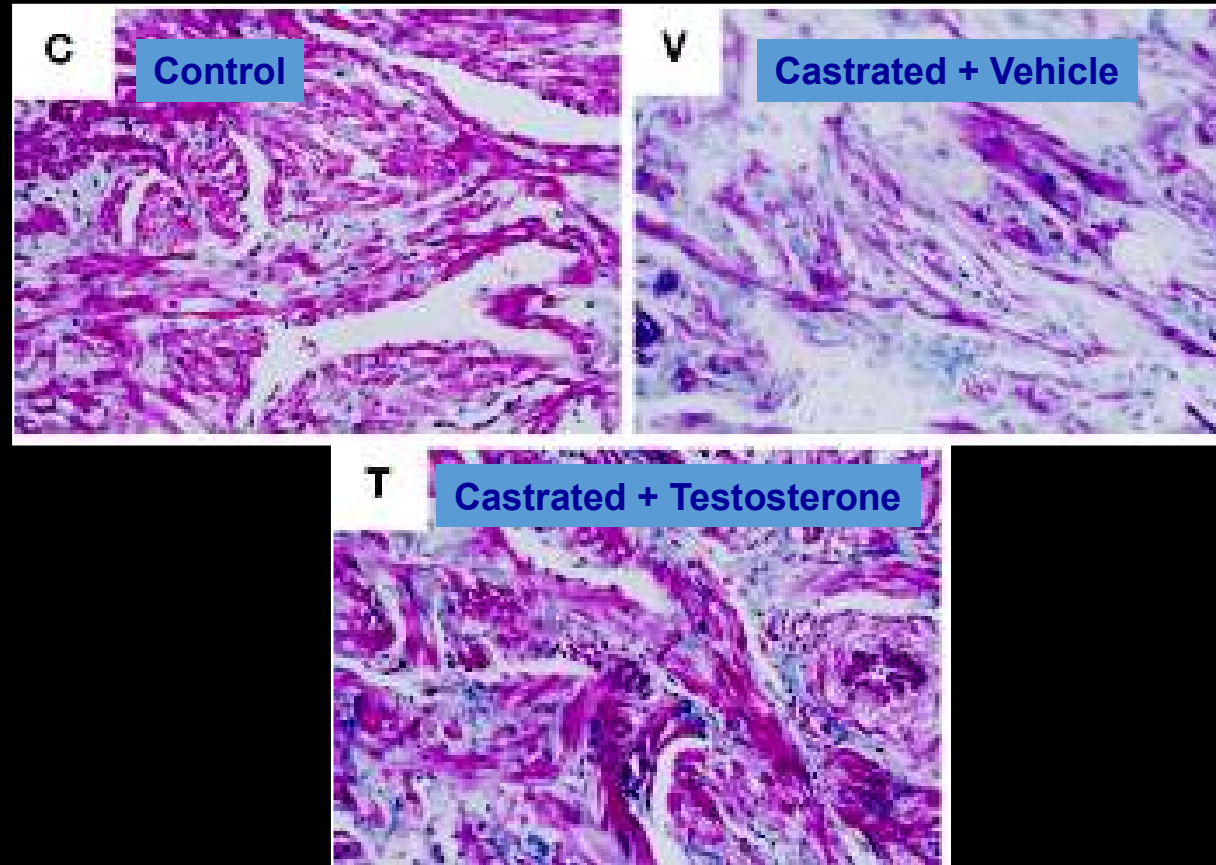 C
Control
V
Castrated + Vehicle
T
Castrated + Testosterone